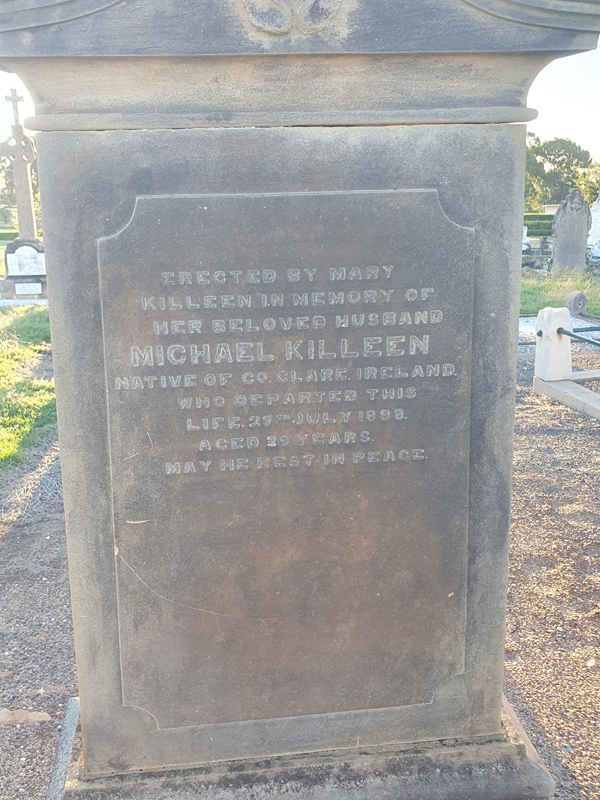 ERECTED BY MARY
KILLEEN IN MEMORY OF
HER BELOVED HUSBAND
MICHAEL KILLEEN
NATIVE OF CO. CLARE. IRELAND.
WHO DEPARTED THIS
LIFE. 27TH JULY
AGED YEARS.
MAY HE REST IN PEACE.